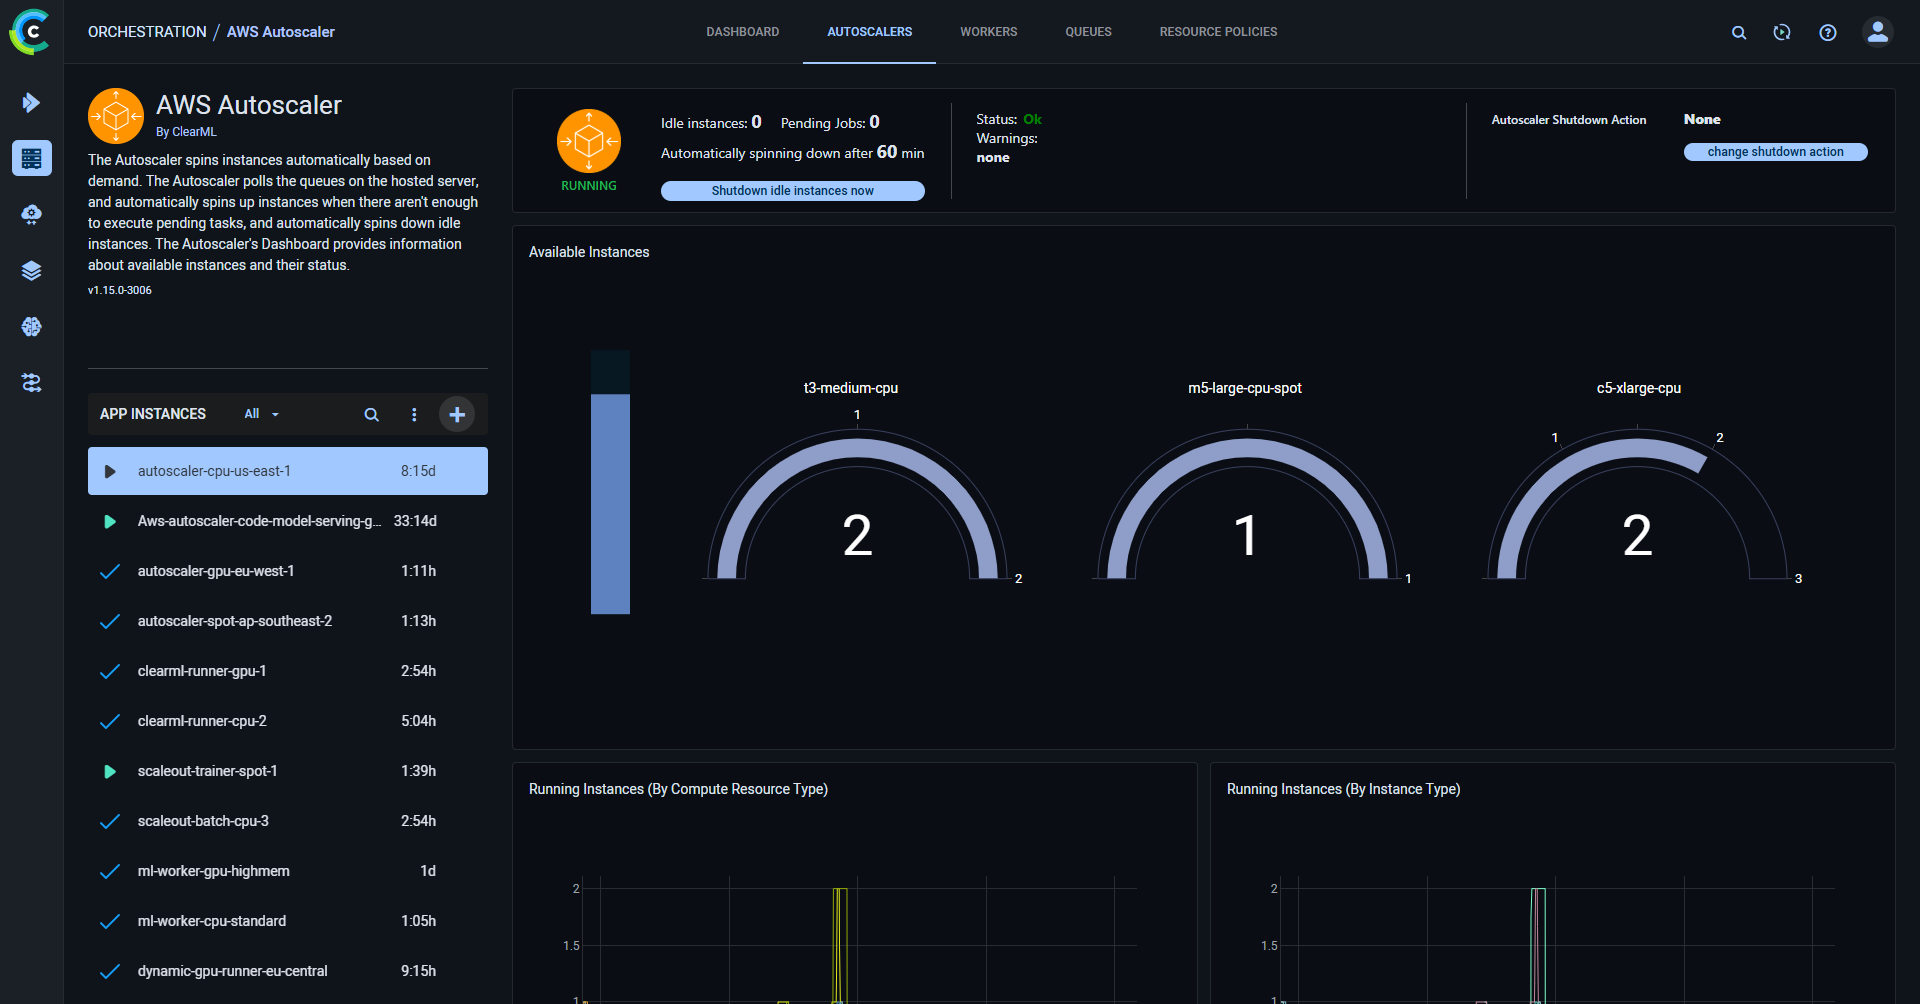 ORCHESTRATION / AWS Autoscaler
DASHBOARD
AUTOSCALERS
WORKERS
QUEUES
RESOURCE POLICIES
AWS Autoscaler
By ClearML
The Autoscaler spins instances automatically based on
demand. The Autoscaler polls the queues on the hosted server,
and automatically spins up instances when there aren't enough
to execute pending tasks, and automatically spins down idle
instances. The Autoscaler's Dashboard provides information
about available instances and their status.
v1.15.0-3006
APP INSTANCES
All
autoscaler-cpu-us-east-1 8:15d
Aws-autoscaler-code-model-serving-g... 33:14d
autoscaler-gpu-eu-west-1 1:11h
autoscaler-spot-ap-southeast-2 1:13h
clearml-runner-gpu-1 2:54h
clearml-runner-cpu-2 5:04h
scaleout-trainer-spot-1 1:39h
scaleout-batch-cpu-3 2:54h
ml-worker-gpu-highmem 1d
ml-worker-cpu-standard 1:05h
dynamic-gpu-runner-eu-central 9:15h
RUNNING
Idle instances: 0 Pending Jobs: 0
Automatically spinning down after 60 min
Shutdown idle instances now
Status: Ok
Warnings:
none
Autoscaler Shutdown Action
None
change shutdown action
Available Instances
t3-medium-cpu
1
2
2
m5-large-cpu-spot
1
1
c5-xlarge-cpu
1
2
2
3
Running Instances (By Compute Resource Type)
2
1.5
1
Running Instances (By Instance Type)
2
1.5
1